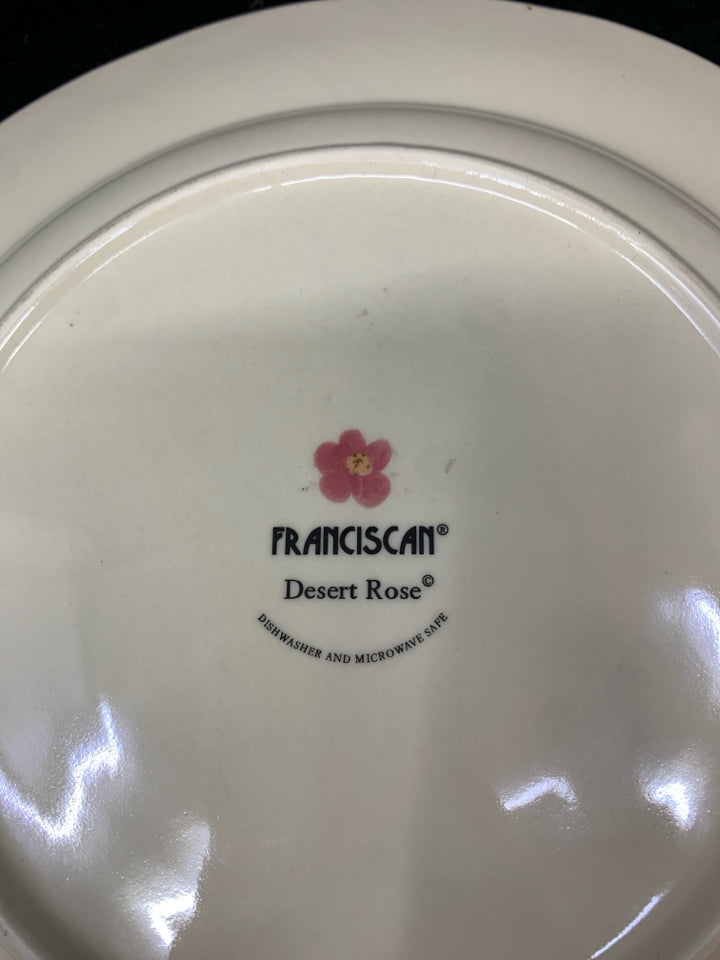 FRANCISCAN®
Desert Rose©
DISHWASHER AND MICROWAVE SAFE